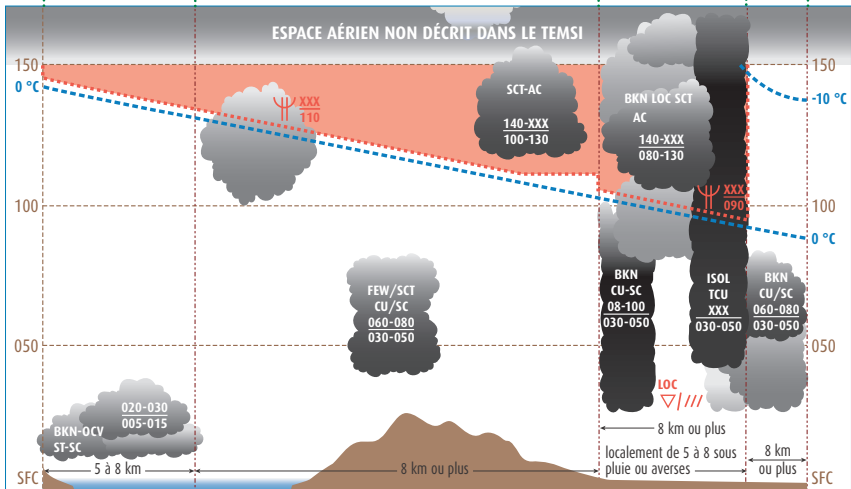 ESPACE AÉRIEN NON DÉCRIT DANS LE TEMSI
150
150
0 °C
-10 °C
XXX
110
SCT-AC
140-XXX
100-130
BKN LOC SCT
AC
140-XXX
080-130
XXX
090
100
100
0 °C
FEW/SCT
CU/SC
060-080
030-050
BKN
CU-SC
08-100
030-050
ISOL
TCU
XXX
030-050
BKN
CU/SC
060-080
030-050
050
050
020-030
005-015
BKN-OCV
ST-SC
LOC
8 km ou plus
5 à 8 km
8 km ou plus
localement de 5 à 8 sous
pluie ou averses
8 km
ou plus
SFC
SFC